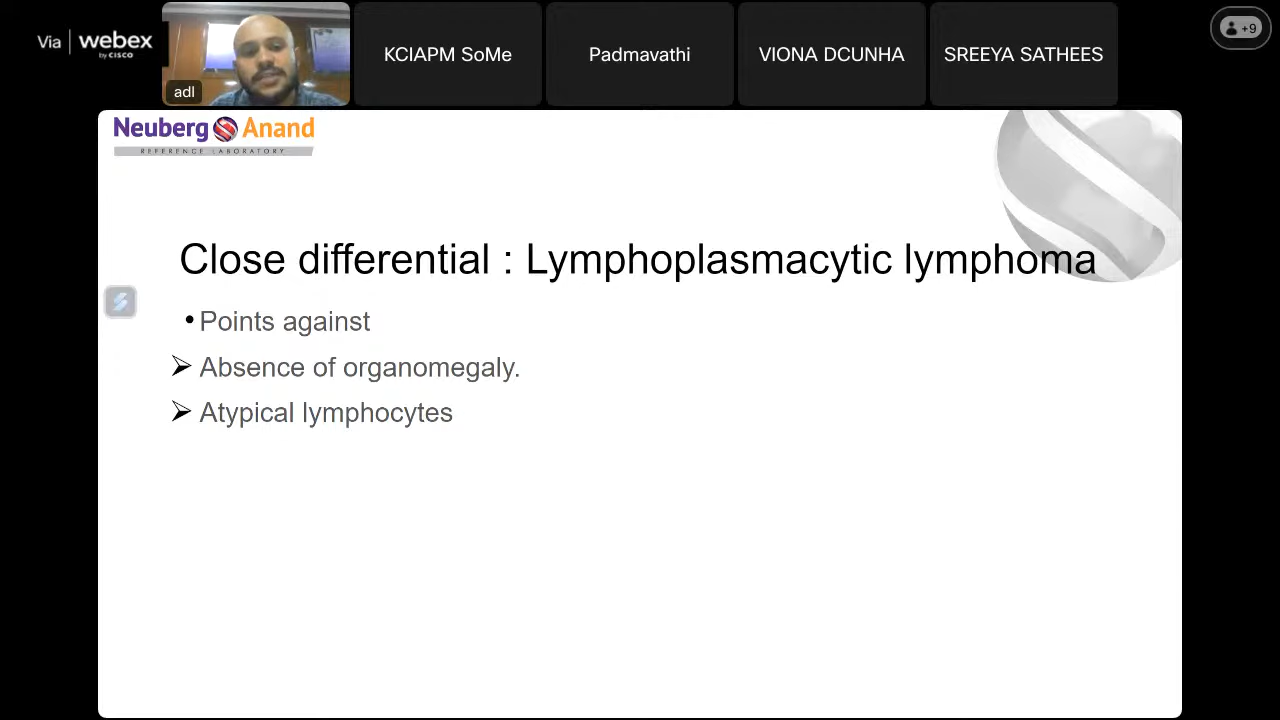 Via webex
by CISCO
adl
KCIAPM SoMe
Padmavathi
VIONA DCUNHA
SREEYA SATHEES
+9
Neuberg Anand
REFERENCE LABORATORY
Close differential : Lymphoplasmacytic lymphoma
•Points against
➢ Absence of organomegaly.
➢ Atypical lymphocytes